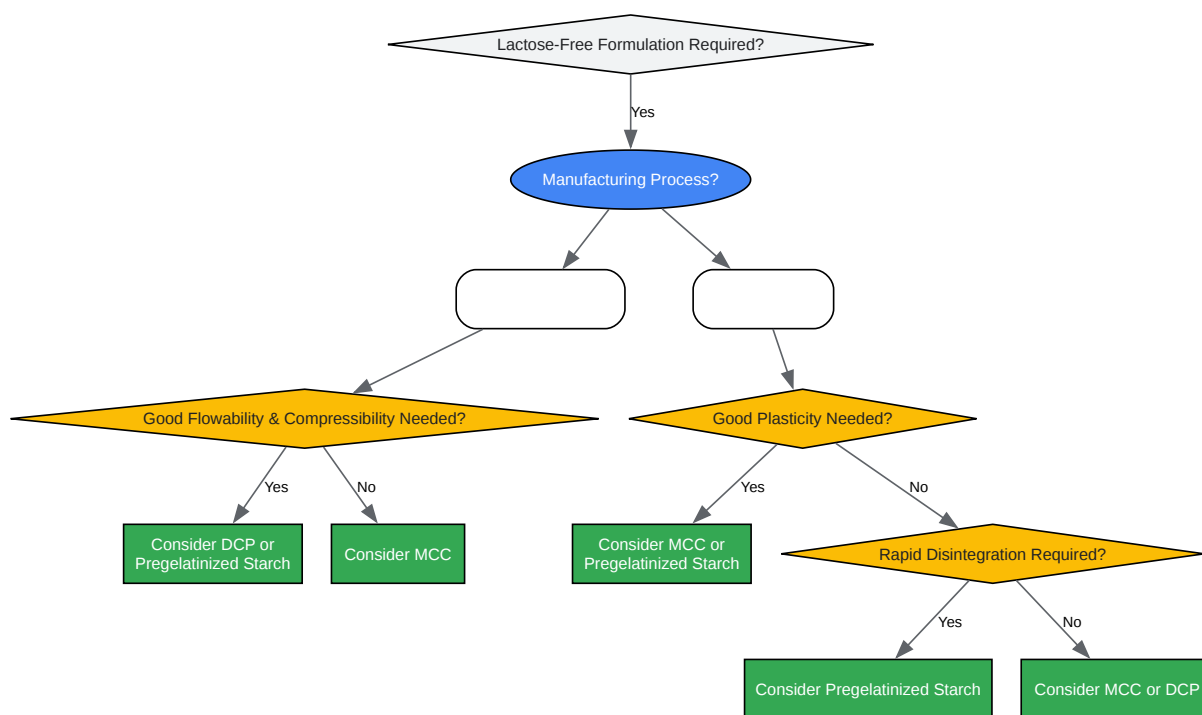 Lactose-Free Formulation Required?
Yes
Manufacturing Process?
Good Flowability & Compressibility Needed?
Good Plasticity Needed?
Yes
No
Yes
No
Consider DCP or
Pregelatinized Starch
Consider MCC
Consider MCC or
Pregelatinized Starch
Rapid Disintegration Required?
Yes
No
Consider Pregelatinized Starch
Consider MCC or DCP